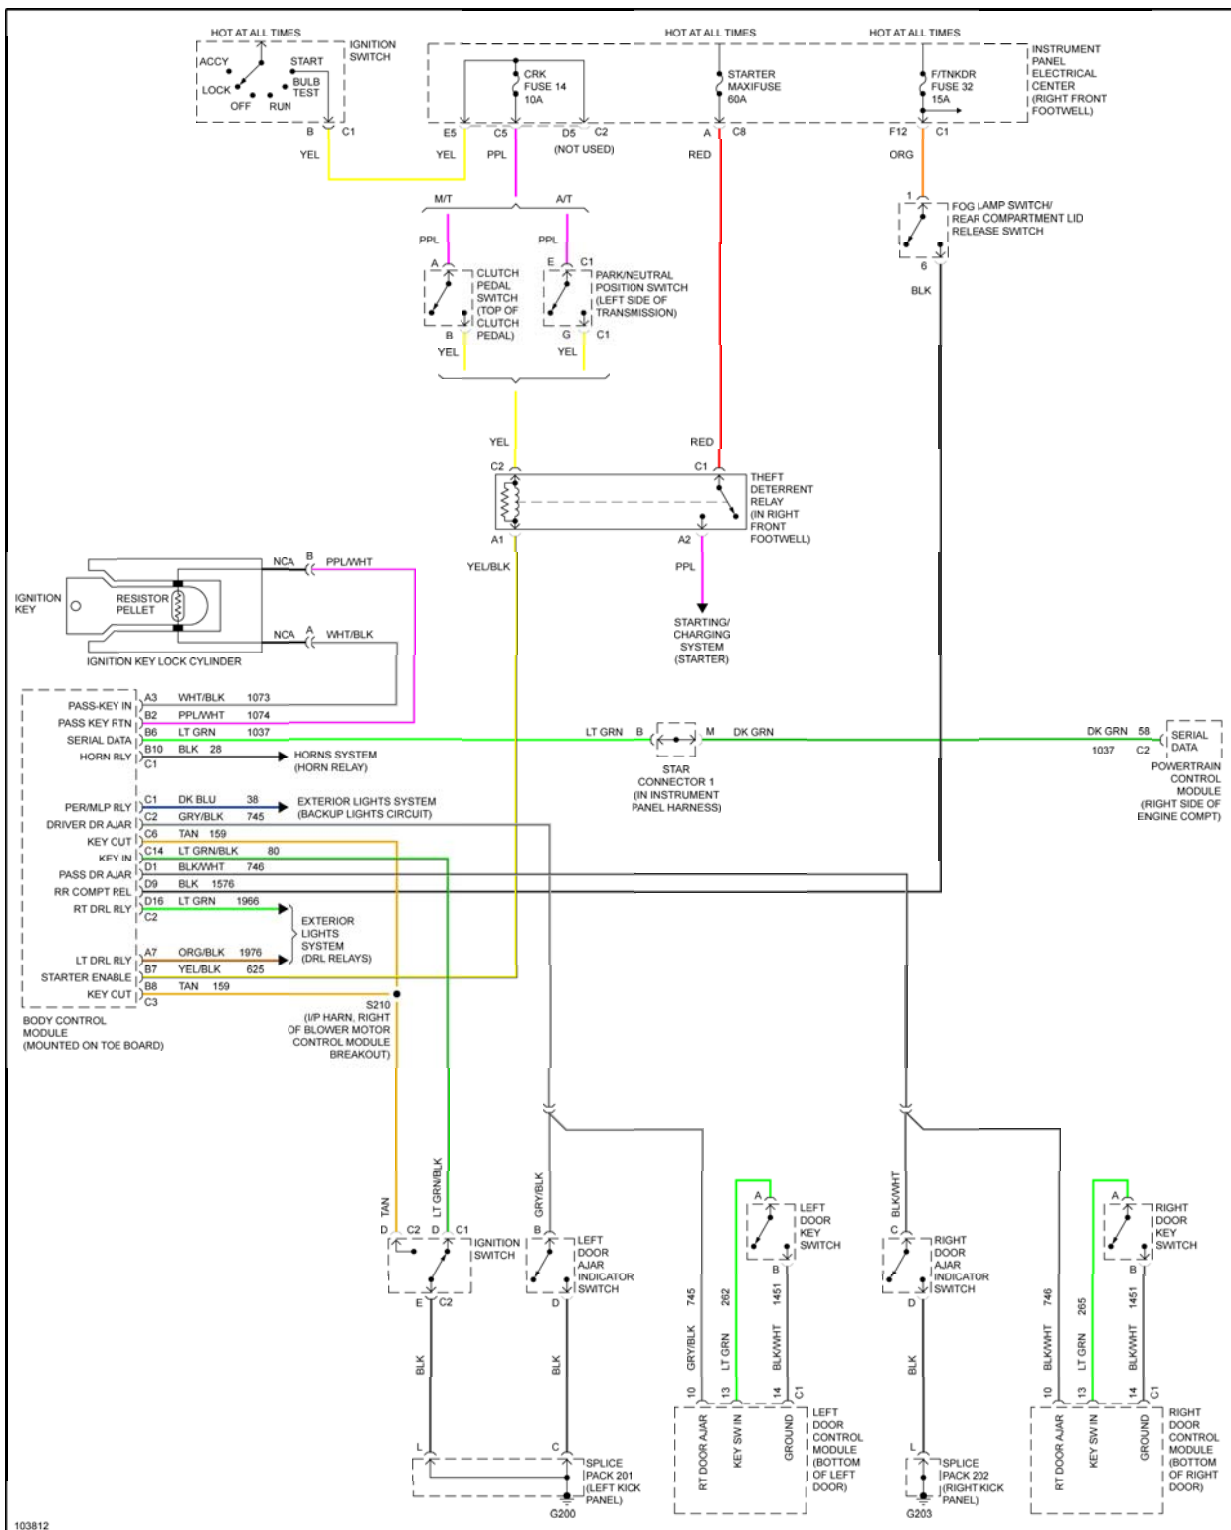 HOT AT ALL TIMES
IGNITION
SWITCH
ACCY
START
LOCK
BULB
TEST
OFF
RUN
B
C1
YEL
HOT AT ALL TIMES
HOT AT ALL TIMES
CRK
FUSE 14
10A
STARTER
MAXIFUSE
60A
F/TNKDR
FUSE 32
15A
INSTRUMENT
PANEL
ELECTRICAL
CENTER
(RIGHT FRONT
FOOTWELL)
E5
C5
D5
C2
A
C8
F12
C1
(NOT USED)
YEL
PPL
RED
ORG
M/T
A/T
PPL
PPL
A
E
C1
CLUTCH
PEDAL
SWITCH
(TOP OF
CLUTCH
PEDAL)
PARK/NEUTRAL
POSITION SWITCH
(LEFT SIDE OF
TRANSMISSION)
B
G
C1
YEL
YEL
1
FOG LAMP SWITCH/
REAR COMPARTMENT LID
RELEASE SWITCH
6
BLK
YEL
RED
C2
C1
THEFT
DETERRENT
RELAY
(IN RIGHT
FRONT
FOOTWELL)
A1
A2
YEL/BLK
PPL
STARTING/
CHARGING
SYSTEM
(STARTER)
IGNITION
KEY
RESISTOR
PELLET
NCA
B
PPL/WHT
NCA
A
WHT/BLK
IGNITION KEY LOCK CYLINDER
PASS-KEY IN
A3
WHT/BLK
1073
PASS KEY RTN
B2
PPL/WHT
1074
SERIAL DATA
B6
LT GRN
1037
HORN RLY
B10
BLK
28
C1
HORNS SYSTEM
(HORN RELAY)
PER/MLP RLY
C1
DK BLU
38
EXTERIOR LIGHTS SYSTEM
(BACKUP LIGHTS CIRCUIT)
DRIVER DR AJAR
C2
GRY/BLK
745
KEY OUT
C6
TAN
159
KEY IN
C14
LT GRN/BLK
80
PASS DR AJAR
D1
BLK/WHT
746
RR COMPT REL
D9
BLK
1576
RT DRL RLY
D16
LT GRN
1966
C2
EXTERIOR
LIGHTS
SYSTEM
(DRL RELAYS)
LT DRL RLY
A7
ORG/BLK
1976
STARTER ENABLE
B7
YEL/BLK
625
KEY OUT
B8
TAN
159
C3
BODY CONTROL
MODULE
(MOUNTED ON TOE BOARD)
S210
(I/P HARN, RIGHT
OF BLOWER MOTOR
CONTROL MODULE
BREAKOUT)
LT GRN
B
M
DK GRN
STAR
CONNECTOR 1
(IN INSTRUMENT
PANEL HARNESS)
DK GRN
58
1037
C2
SERIAL
DATA
POWERTRAIN
CONTROL
MODULE
(RIGHT SIDE OF
ENGINE COMPT)
TAN
LT GRN/BLK
GRY/BLK
BLK/WHT
D
C2
D
C1
IGNITION
SWITCH
E
C2
BLK
B
LEFT
DOOR
AJAR
INDICATOR
SWITCH
D
BLK
L
C
SPLICE
PACK 201
(LEFT KICK
PANEL)
G200
A
LEFT
DOOR
KEY
SWITCH
B
745
262
1451
GRY/BLK
LT GRN
BLK/WHT
10
13
14
C1
RT DOOR AJAR
KEY SW IN
GROUND
LEFT
DOOR
CONTROL
MODULE
(BOTTOM
OF LEFT
DOOR)
C
RIGHT
DOOR
AJAR
INDICATOR
SWITCH
D
BLK
L
SPLICE
PACK 202
(RIGHT KICK
PANEL)
G203
A
RIGHT
DOOR
KEY
SWITCH
B
746
265
1451
BLK/WHT
LT GRN
BLK/WHT
10
13
14
C1
RT DOOR AJAR
KEY SW IN
GROUND
RIGHT
DOOR
CONTROL
MODULE
(BOTTOM
OF RIGHT
DOOR)
103812